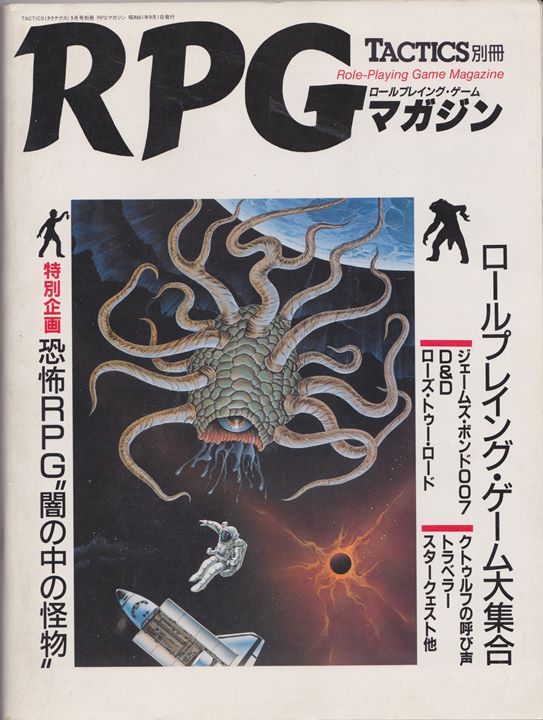 TACTICS(タクテクス)9月号別冊 RPGマガジン 昭和61年9月1日発行
RPG
TACTICS別冊
Role-Playing Game Magazine
ロールプレイング・ゲーム
マガジン
ロールプレイング・ゲーム大集合
ジェームズ・ボンド007
D&D
ローズ・トゥー・ロード
クトゥルフの呼び声
トラベラー
スタークエスト他
特別企画
恐怖RPG〝闇の中の怪物〟